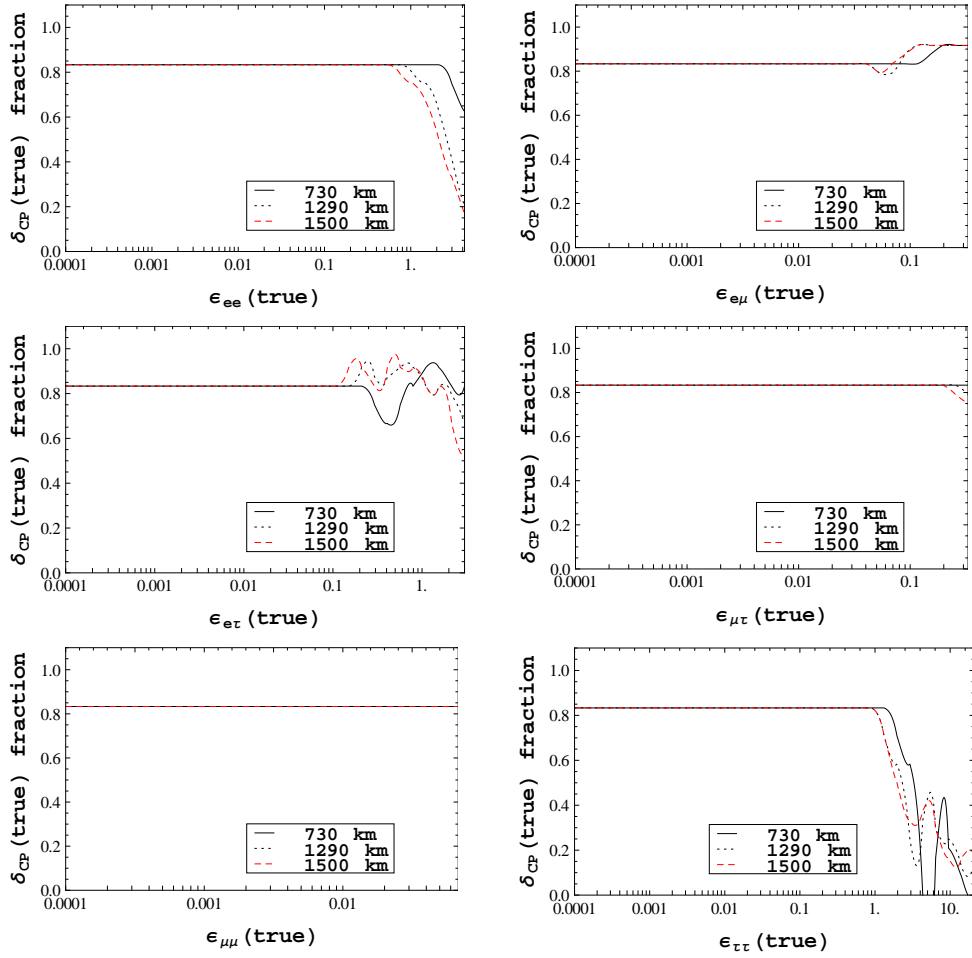 δCP(true) fraction
1.0
0.8
0.6
0.4
0.2
0.0
0.0001 0.001 0.01 0.1 1.
730 km
1290 km
1500 km
ϵee(true)
δCP(true) fraction
1.0
0.8
0.6
0.4
0.2
0.0
0.0001 0.001 0.01 0.1
730 km
1290 km
1500 km
ϵeμ(true)
δCP(true) fraction
1.0
0.8
0.6
0.4
0.2
0.0
0.0001 0.001 0.01 0.1 1.
730 km
1290 km
1500 km
ϵeτ(true)
δCP(true) fraction
1.0
0.8
0.6
0.4
0.2
0.0
0.0001 0.001 0.01 0.1
730 km
1290 km
1500 km
ϵμτ(true)
δCP(true) fraction
1.0
0.8
0.6
0.4
0.2
0.0
0.0001 0.001 0.01
730 km
1290 km
1500 km
ϵμμ(true)
δCP(true) fraction
1.0
0.8
0.6
0.4
0.2
0.0
0.0001 0.001 0.01 0.1 1. 10.
730 km
1290 km
1500 km
ϵττ(true)